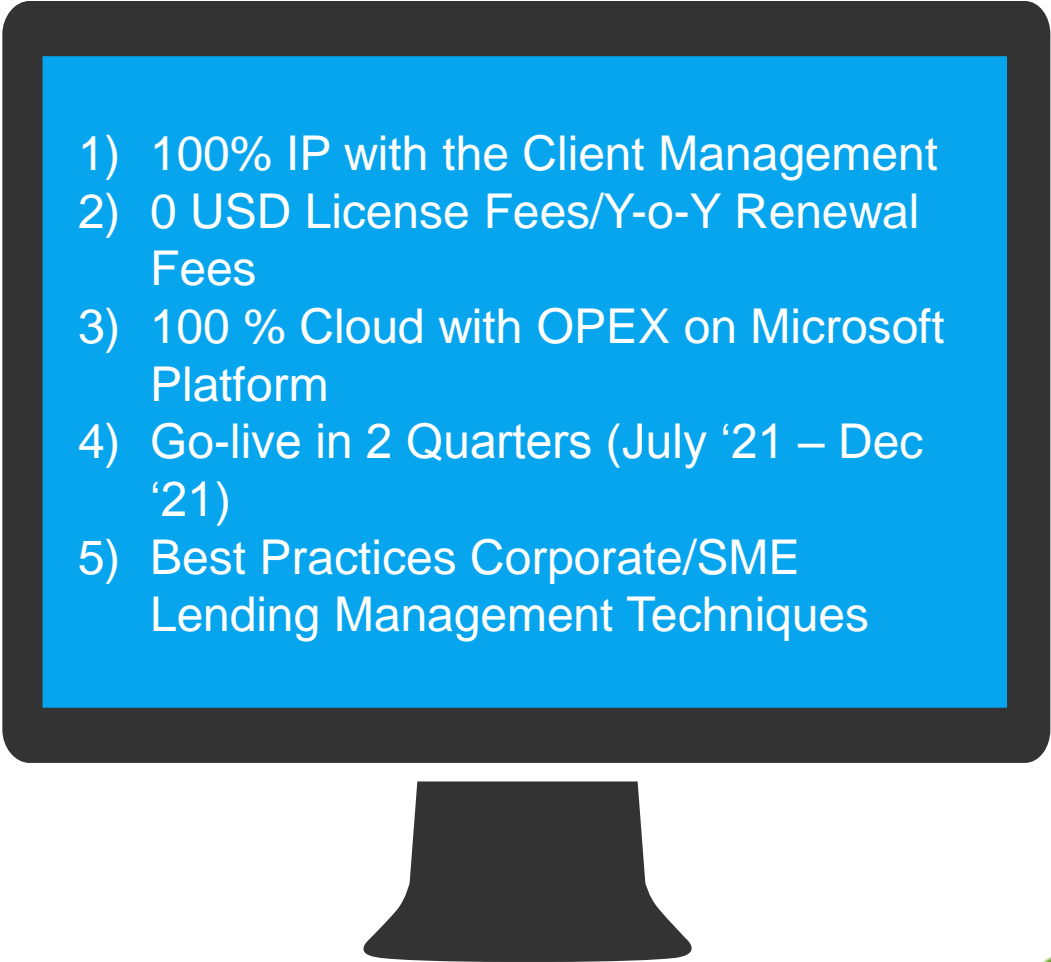 1) 100% IP with the Client Management
2) 0 USD License Fees/Y-o-Y Renewal
Fees
3) 100 % Cloud with OPEX on Microsoft
Platform
4) Go-live in 2 Quarters (July ‘21 – Dec
‘21)
5) Best Practices Corporate/SME
Lending Management Techniques